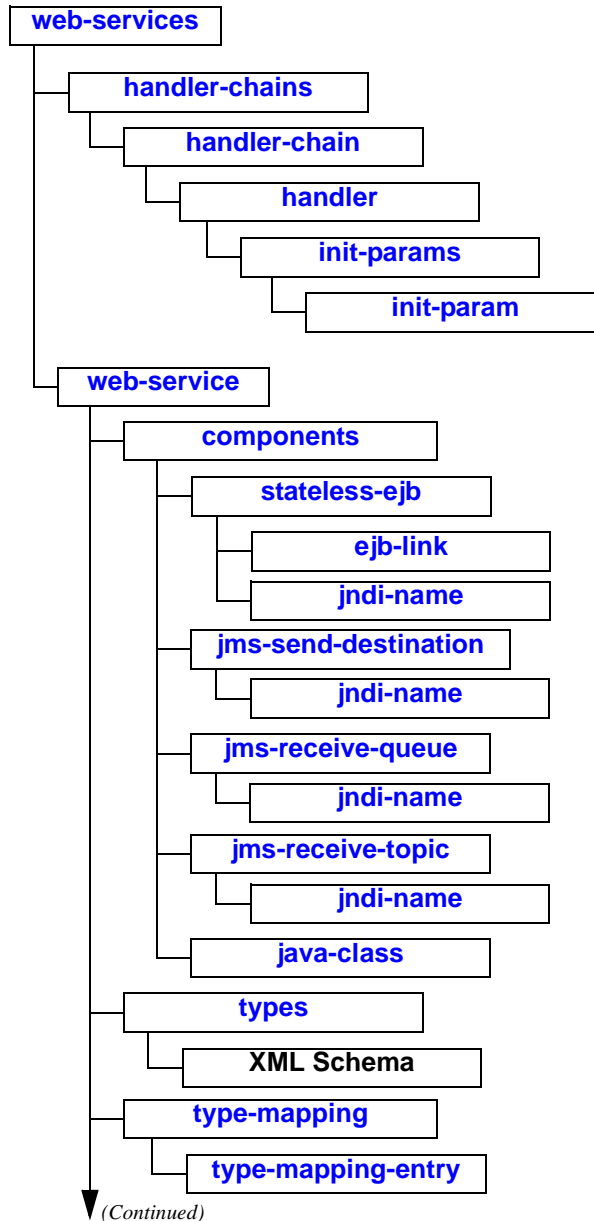 web-services
handler-chains
handler-chain
handler
init-params
init-param
web-service
components
stateless-ejb
ejb-link
jndi-name
jms-send-destination
jndi-name
jms-receive-queue
jndi-name
jms-receive-topic
jndi-name
java-class
types
XML Schema
type-mapping
type-mapping-entry
(Continued)